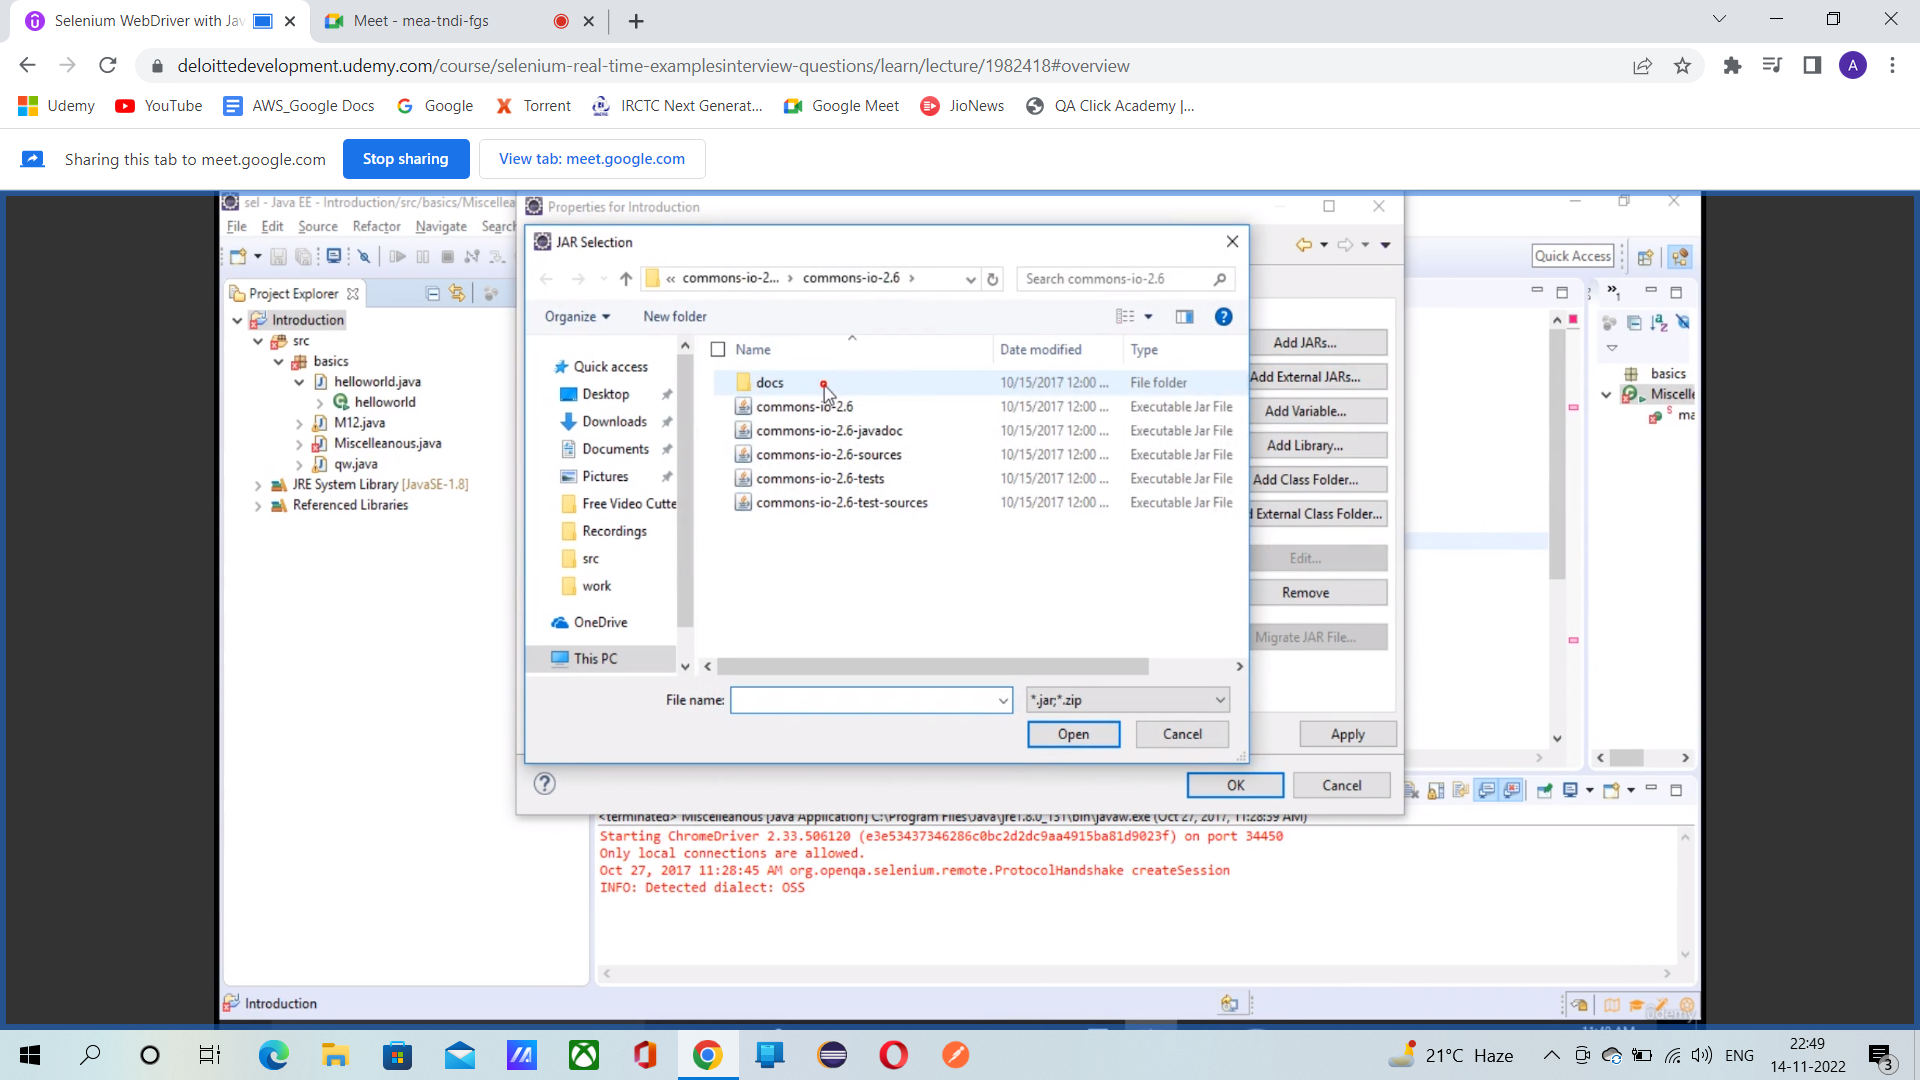 Selenium WebDriver with Jav
Meet - mea-tndi-fgs
deloittedevelopment.udemy.com/course/selenium-real-time-examplesinterview-questions/learn/lecture/1982418#overview
A
Udemy
YouTube
AWS_Google Docs
Google
Torrent
IRCTC Next Generat...
Google Meet
JioNews
QA Click Academy |...
Sharing this tab to meet.google.com
Stop sharing
View tab: meet.google.com
sel - Java EE - Introduction/src/basics/Miscellea
File Edit Source Refactor Navigate Search
Quick Access
Project Explorer
Introduction
src
basics
helloworld.java
helloworld
M12.java
Miscelleanous.java
qw.java
JRE System Library [JavaSE-1.8]
Referenced Libraries
Properties for Introduction
JAR Selection
« commons-io-2... › commons-io-2.6 ›
Search commons-io-2.6
Organize
New folder
Quick access
Desktop
Downloads
Documents
Pictures
Free Video Cutte
Recordings
src
work
OneDrive
This PC
Name Date modified Type
docs 10/15/2017 12:00 ... File folder
commons-io-2.6 10/15/2017 12:00 ... Executable Jar File
commons-io-2.6-javadoc 10/15/2017 12:00 ... Executable Jar File
commons-io-2.6-sources 10/15/2017 12:00 ... Executable Jar File
commons-io-2.6-tests 10/15/2017 12:00 ... Executable Jar File
commons-io-2.6-test-sources 10/15/2017 12:00 ... Executable Jar File
File name:
*.jar;*.zip
Open
Cancel
Add JARs...
Add External JARs...
Add Variable...
Add Library...
Add Class Folder...
External Class Folder...
Edit...
Remove
Migrate JAR File...
Apply
OK
Cancel
basics
Miscelle
ma
<terminated> Miscelleanous [Java Application] C:\Program Files\Java\jre1.8.0_131\bin\javaw.exe (Oct 27, 2017, 11:28:39 AM)
Starting ChromeDriver 2.33.506120 (e3e53437346286c0bc2d2dc9aa4915ba81d9023f) on port 34450
Only local connections are allowed.
Oct 27, 2017 11:28:45 AM org.openqa.selenium.remote.ProtocolHandshake createSession
INFO: Detected dialect: OSS
Introduction
udemy
21°C Haze
ENG
22:49
14-11-2022
3